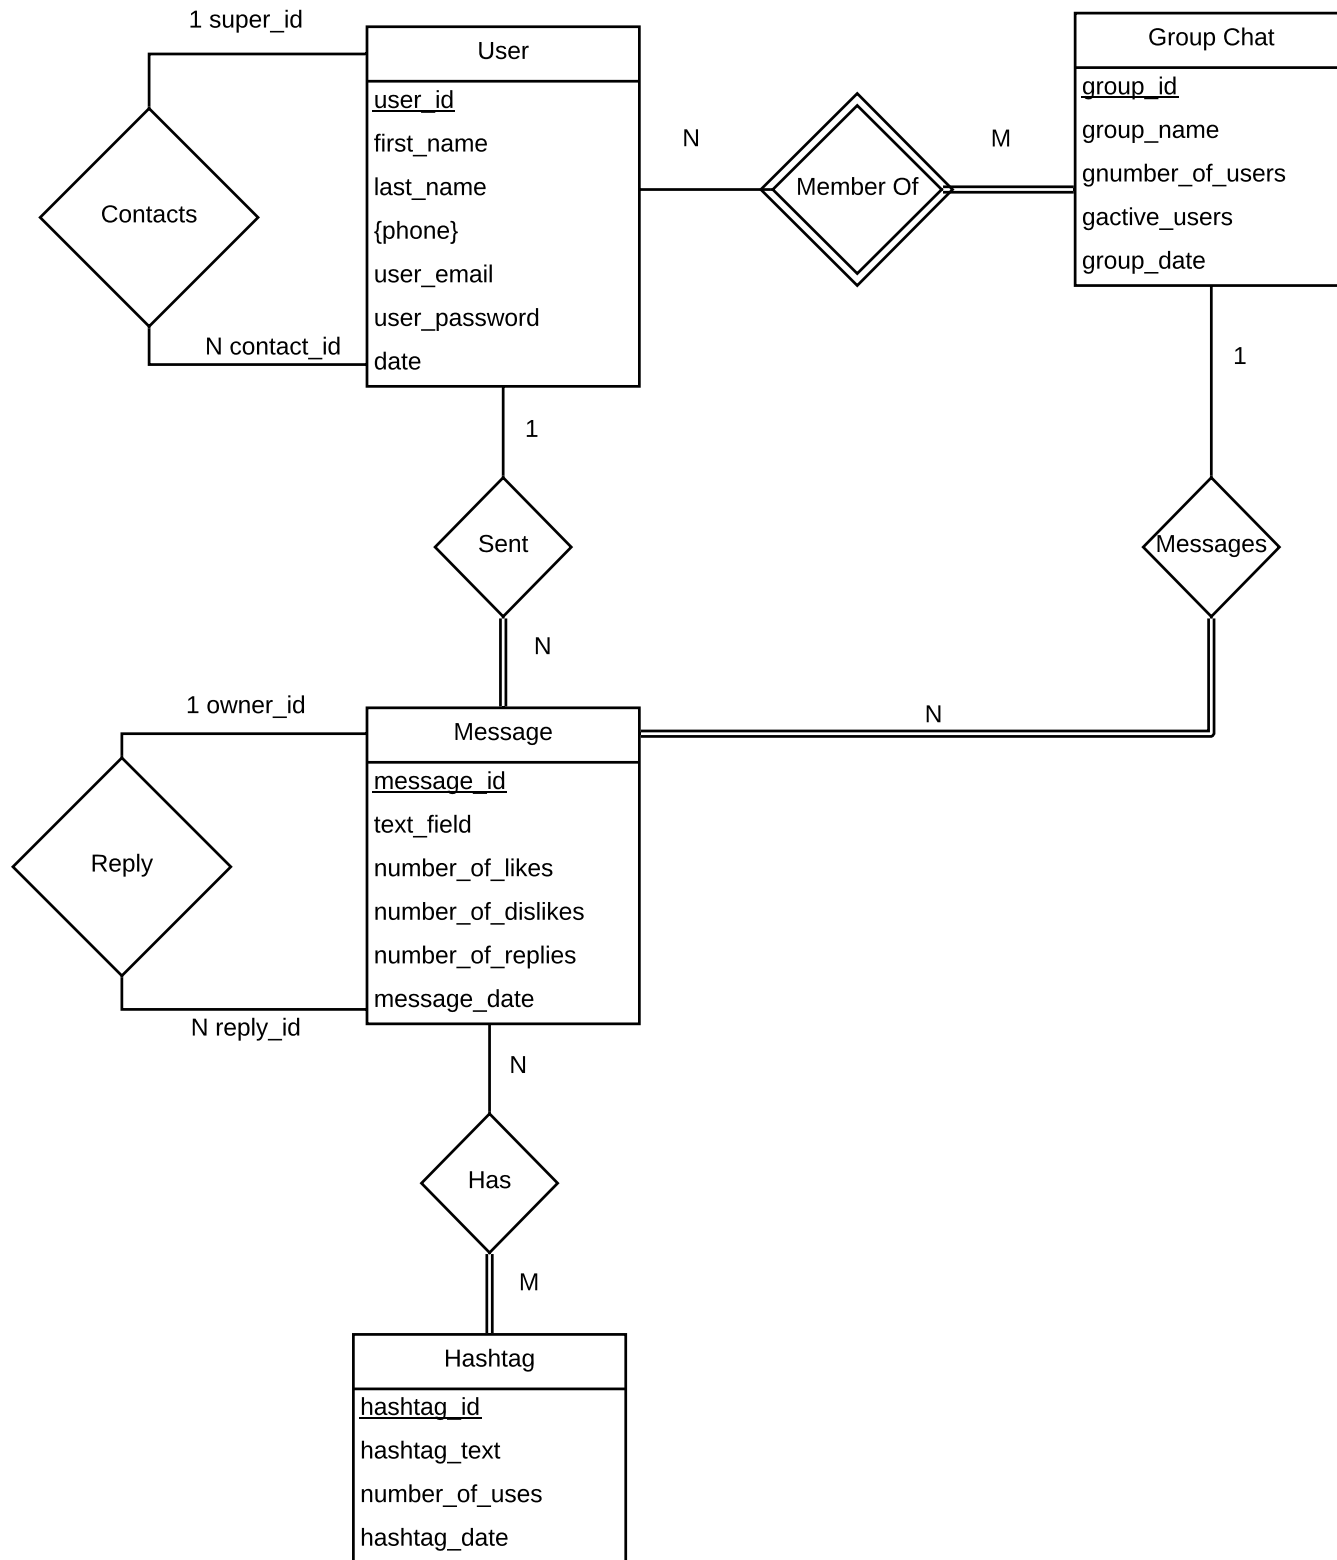 1 super_id
User
user_id
first_name
last_name
{phone}
user_email
user_password
date
Contacts
N contact_id
N
Member Of
M
Group Chat
group_id
group_name
gnumber_of_users
gactive_users
group_date
1
Sent
N
1
Messages
N
1 owner_id
Message
message_id
text_field
number_of_likes
number_of_dislikes
number_of_replies
message_date
Reply
N reply_id
N
Has
M
Hashtag
hashtag_id
hashtag_text
number_of_uses
hashtag_date